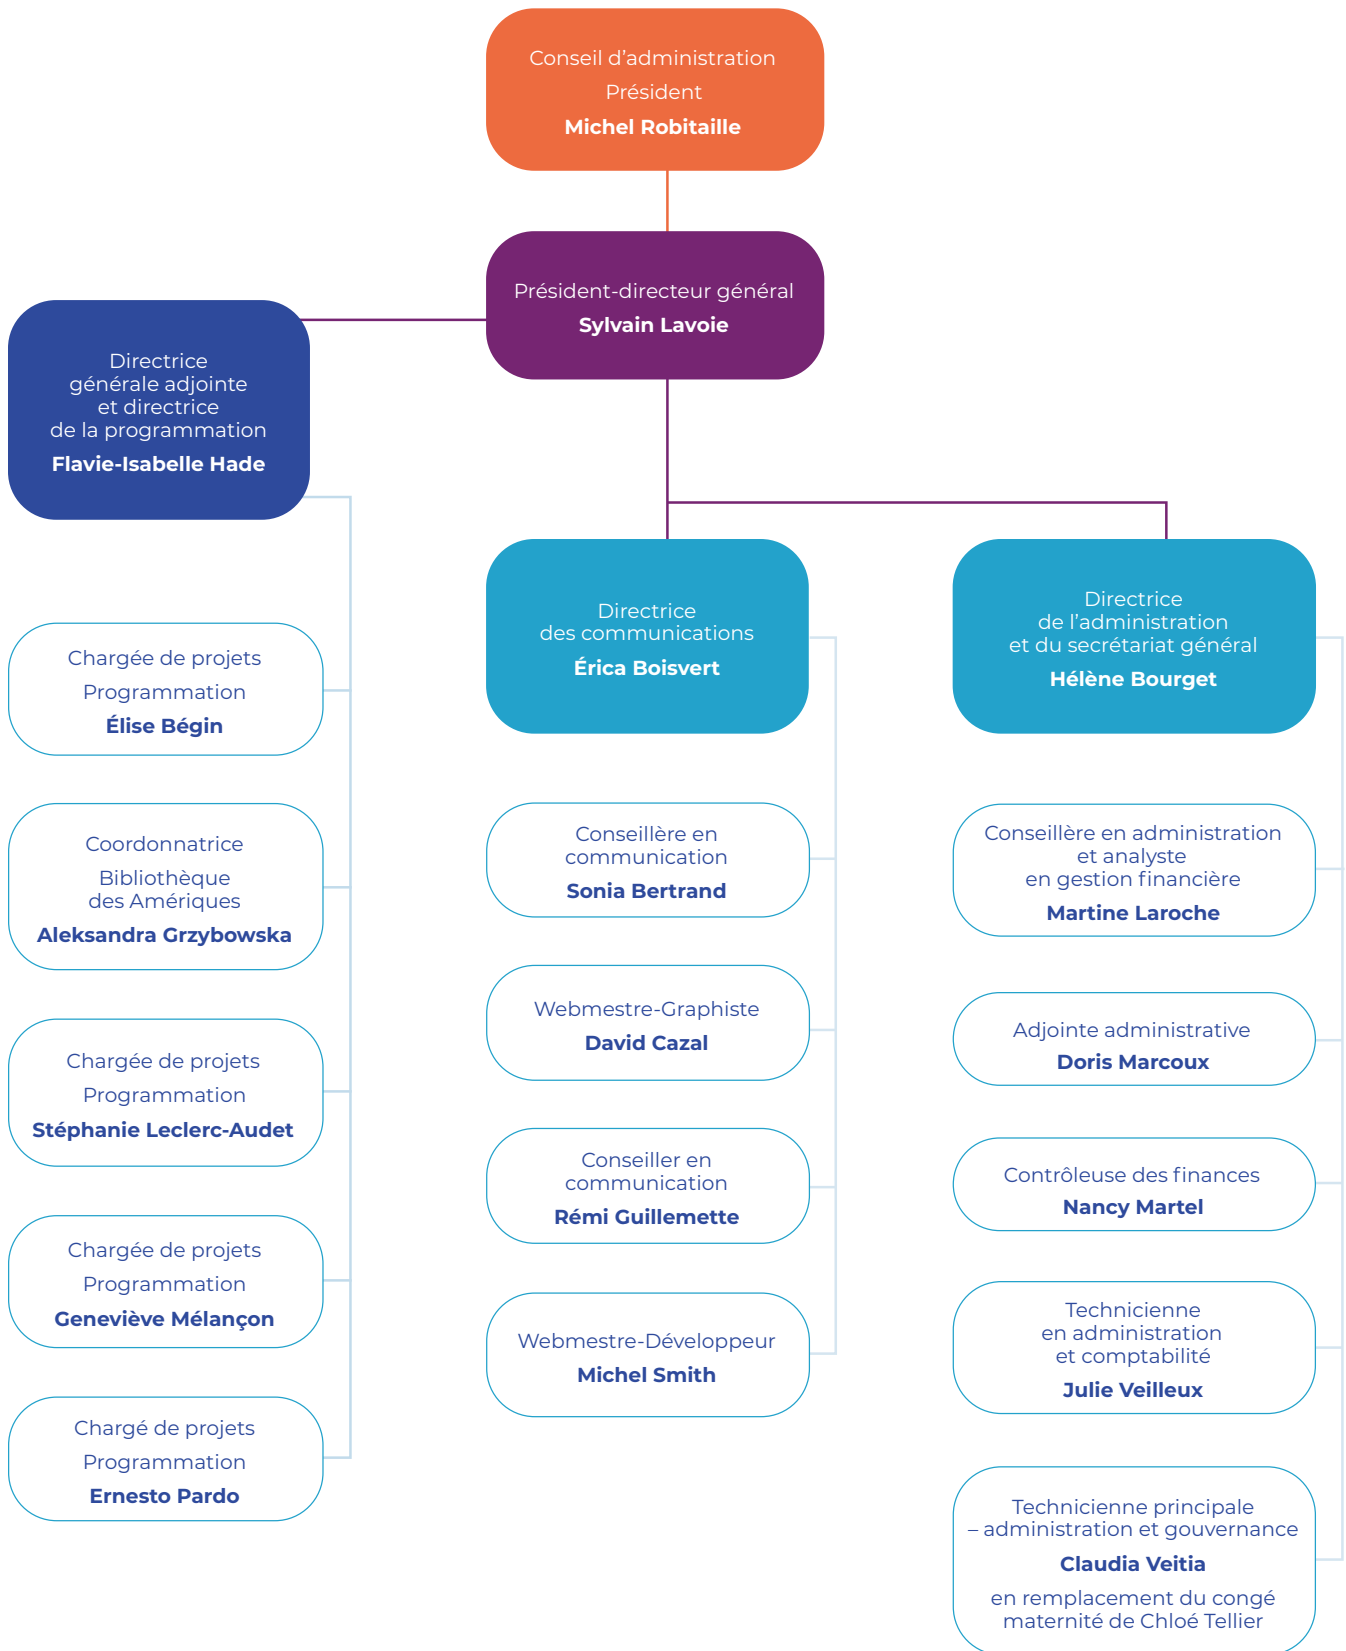 Conseil d'administration
Président
Michel Robitaille
Président-directeur général
Sylvain Lavoie
Directrice
générale adjointe
et directrice
de la programmation
Flavie-Isabelle Hade
Chargée de projets
Programmation
Élise Bégin
Coordonnatrice
Bibliothèque
des Amériques
Aleksandra Grzybowska
Chargée de projets
Programmation
Stéphanie Leclerc-Audet
Chargée de projets
Programmation
Geneviève Mélançon
Chargé de projets
Programmation
Ernesto Pardo
Directrice
des communications
Érica Boisvert
Conseillère en
communication
Sonia Bertrand
Webmestre-Graphiste
David Cazal
Conseiller en
communication
Rémi Guillemette
Webmestre-Développeur
Michel Smith
Directrice
de l'administration
et du secrétariat général
Hélène Bourget
Conseillère en administration
et analyste
en gestion financière
Martine Laroche
Adjointe administrative
Doris Marcoux
Contrôleuse des finances
Nancy Martel
Technicienne
en administration
et comptabilité
Julie Veilleux
Technicienne principale
– administration et gouvernance
Claudia Veitia
en remplacement du congé
maternité de Chloé Tellier